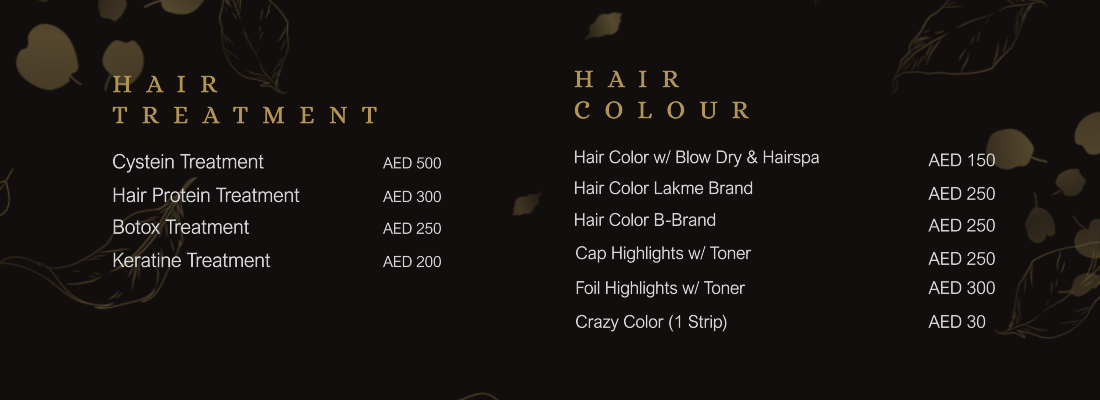 HAIR
TREATMENT
Cystein Treatment AED 500
Hair Protein Treatment AED 300
Botox Treatment AED 250
Keratine Treatment AED 200
HAIR
COLOUR
Hair Color w/ Blow Dry & Hairspa AED 150
Hair Color Lakme Brand AED 250
Hair Color B-Brand AED 250
Cap Highlights w/ Toner AED 250
Foil Highlights w/ Toner AED 300
Crazy Color (1 Strip) AED 30